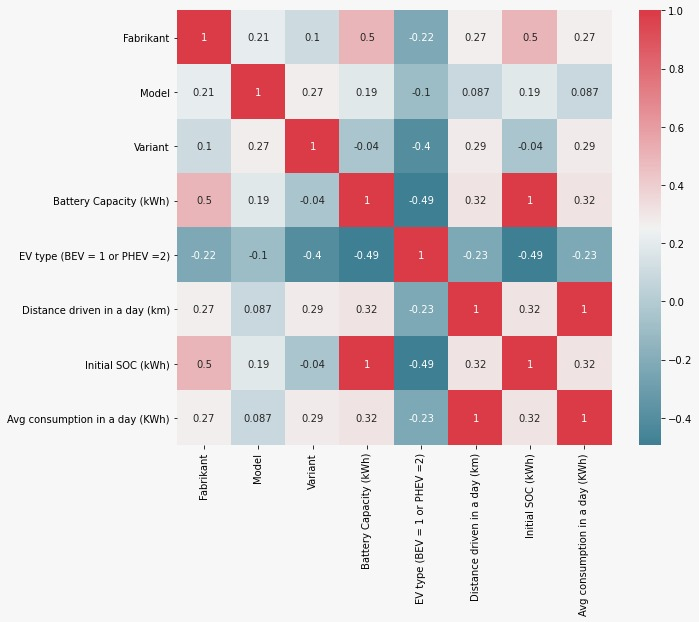 Fabrikant 1 0.21 0.1 0.5 -0.22 0.27 0.5 0.27
Model 0.21 1 0.27 0.19 -0.1 0.087 0.19 0.087
Variant 0.1 0.27 1 -0.04 -0.4 0.29 -0.04 0.29
Battery Capacity (kWh) 0.5 0.19 -0.04 1 -0.49 0.32 1 0.32
EV type (BEV = 1 or PHEV =2) -0.22 -0.1 -0.4 -0.49 1 -0.23 -0.49 -0.23
Distance driven in a day (km) 0.27 0.087 0.29 0.32 -0.23 1 0.32 1
Initial SOC (kWh) 0.5 0.19 -0.04 1 -0.49 0.32 1 0.32
Avg consumption in a day (KWh) 0.27 0.087 0.29 0.32 -0.23 1 0.32 1
Fabrikant
Model
Variant
Battery Capacity (kWh)
EV type (BEV = 1 or PHEV =2)
Distance driven in a day (km)
Initial SOC (kWh)
Avg consumption in a day (KWh)
1.0
0.8
0.6
0.4
0.2
0.0
−0.2
−0.4